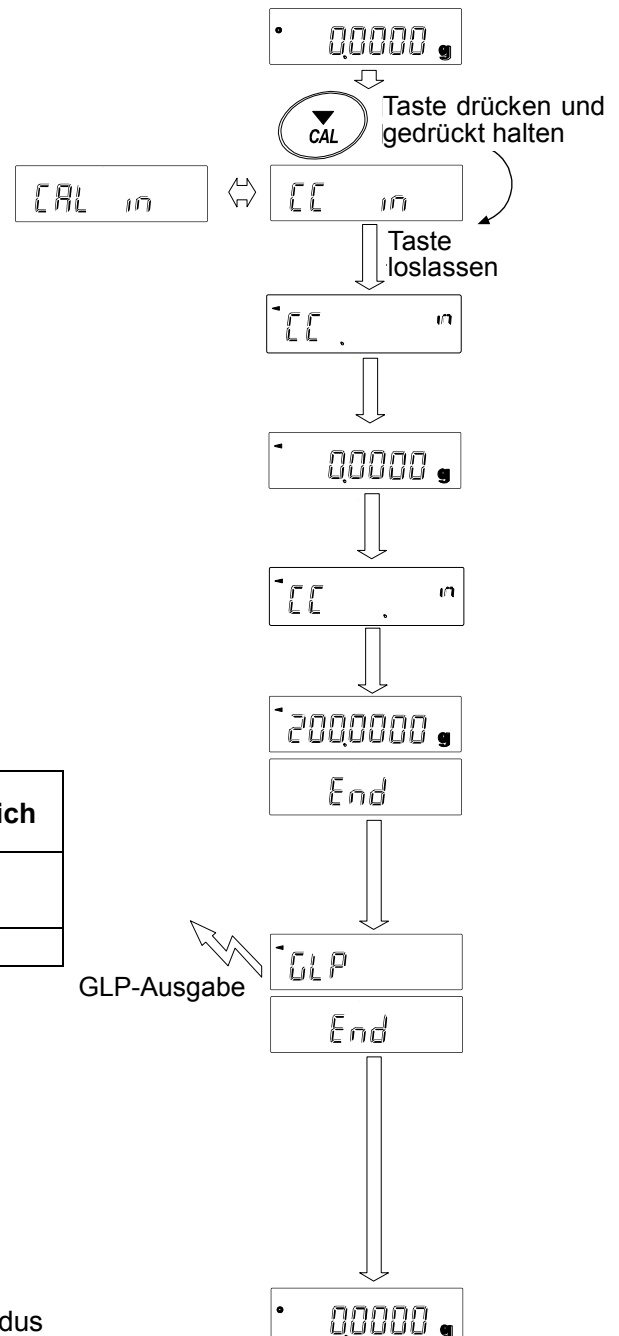 0.0000 g
CAL
Taste drücken und
gedrückt halten
CAL in
CC in
Taste
loslassen
CC . in
0.0000 g
CC . in
200.0000 g
End
ich
GLP
GLP-Ausgabe
End
dus
0.0000 g